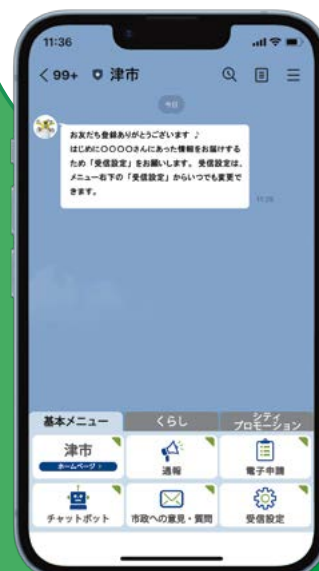 11:36
99+ 津市
今日
お友だち登録ありがとうございます ♪
はじめに〇〇〇〇さんにあった情報をお届けする
ため「受信設定」をお願いします。 受信設定は、
メニュー右下の「受信設定」からいつでも変更で
きます。
基本メニュー くらし シティ
プロモーション
津市 通報 電子申請
ホームページ
チャットボット 市政への意見・質問 受信設定